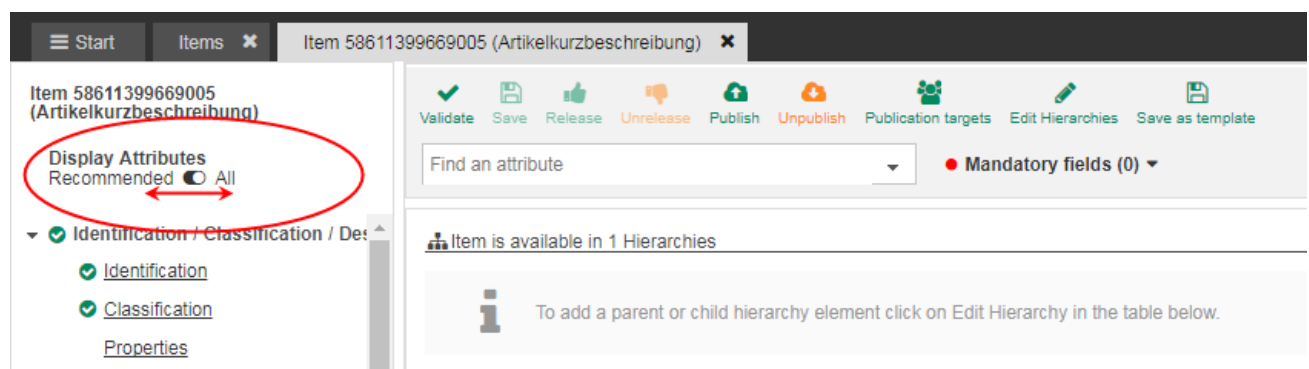 Start Items Item 58611399669005 (Artikelkurzbeschreibung)
Item 58611399669005
(Artikelkurzbeschreibung)
Display Attributes
Recommended All
Identification / Classification / Des
Identification
Classification
Properties
Validate Save Release Unrelease Publish Unpublish Publication targets Edit Hierarchies Save as template
Find an attribute
Mandatory fields (0)
Item is available in 1 Hierarchies
To add a parent or child hierarchy element click on Edit Hierarchy in the table below.